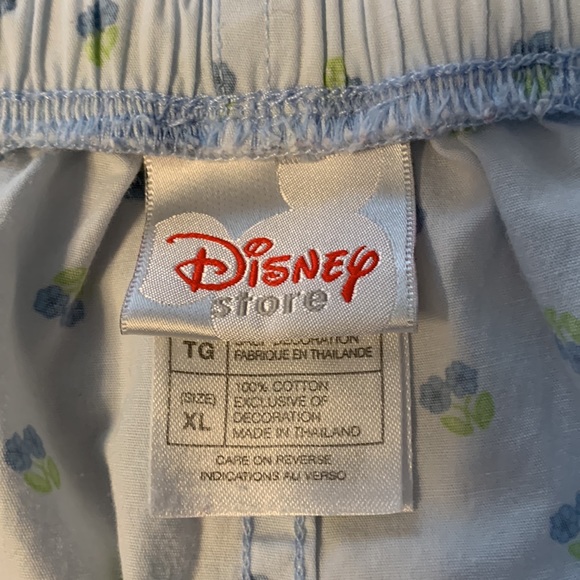 Disney
store
TG
DECORATION
FABRIQUE EN THAILANDE
(SIZE)
XL
100% COTTON
EXCLUSIVE OF
DECORATION
MADE IN THAILAND
CARE ON REVERSE
INDICATIONS AU VERSO